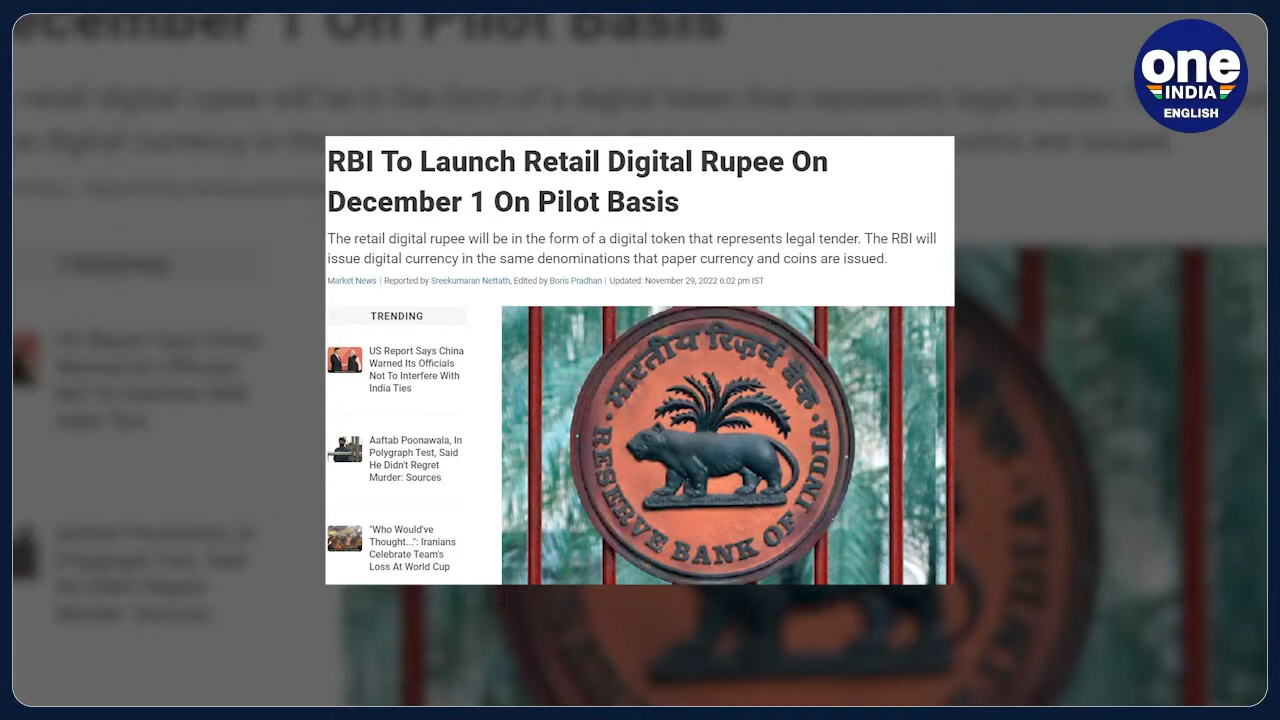 ecember 1 On Pilot Basis
one
INDIA
ENGLISH
RBI To Launch Retail Digital Rupee On
December 1 On Pilot Basis
The retail digital rupee will be in the form of a digital token that represents legal tender. The RBI will
issue digital currency in the same denominations that paper currency and coins are issued.
Market News | Reported by Sreekumaran Nettath, Edited by Boris Pradhan | Updated: November 29, 2022 6:02 pm IST
TRENDING
US Report Says China
Warned Its Officials
Not To Interfere With
India Ties
Aaftab Poonawala, In
Polygraph Test, Said
He Didn't Regret
Murder: Sources
"Who Would've
Thought...": Iranians
Celebrate Team's
Loss At World Cup
भारतीय रिज़र्व बैंक
RESERVE BANK OF INDIA